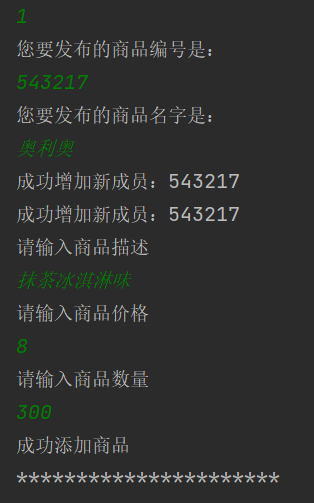 1
您要发布的商品编号是：
543217
您要发布的商品名字是：
奥利奥
成功增加新成员：543217
成功增加新成员：543217
请输入商品描述
抹茶冰淇淋味
请输入商品价格
8
请输入商品数量
300
成功添加商品
**********************